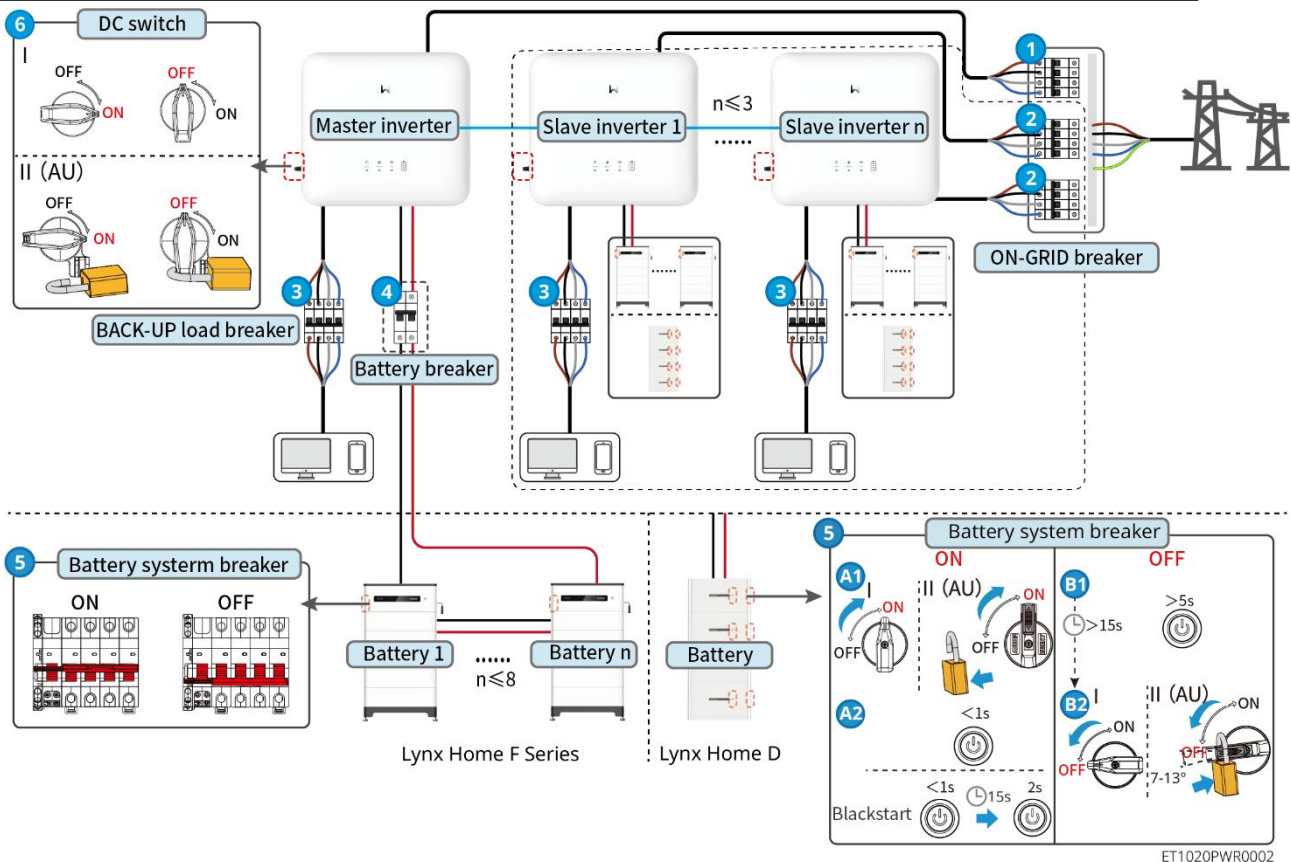 6
DC switch
I
OFF
ON
OFF
ON
II (AU)
OFF
ON
OFF
ON
Master inverter
Slave inverter 1
n≤3
......
Slave inverter n
1
2
2
ON-GRID breaker
3
BACK-UP load breaker
4
Battery breaker
3
......
3
......
5
Battery systerm breaker
ON
OFF
Battery 1
......
n≤8
Battery n
Lynx Home F Series
Battery
Lynx Home D
5
Battery system breaker
ON
OFF
A1
I
ON
OFF
II (AU)
ON
OFF
A2
<1s
Blackstart
<1s
15s
2s
B1
>15s
>5s
B2
I
ON
OFF
II (AU)
ON
OFF
7-13°
ET1020PWR0002